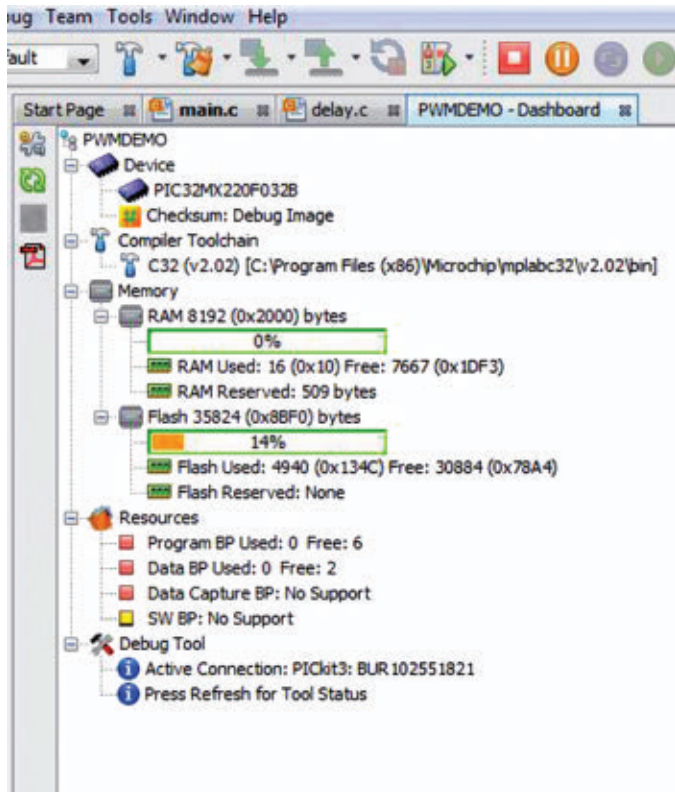 ug Team Tools Window Help
ault
Start Page main.c delay.c PWMDEMO - Dashboard
PWMDEMO
Device
PIC32MX220F032B
Checksum: Debug Image
Compiler Toolchain
C32 (v2.02) [C:\Program Files (x86)\Microchip\mplabc32\v2.02\bin]
Memory
RAM 8192 (0x2000) bytes
0%
RAM Used: 16 (0x10) Free: 7667 (0x1DF3)
RAM Reserved: 509 bytes
Flash 35824 (0x8BF0) bytes
14%
Flash Used: 4940 (0x134C) Free: 30884 (0x78A4)
Flash Reserved: None
Resources
Program BP Used: 0 Free: 6
Data BP Used: 0 Free: 2
Data Capture BP: No Support
SW BP: No Support
Debug Tool
Active Connection: PICkit3: BUR102551821
Press Refresh for Tool Status